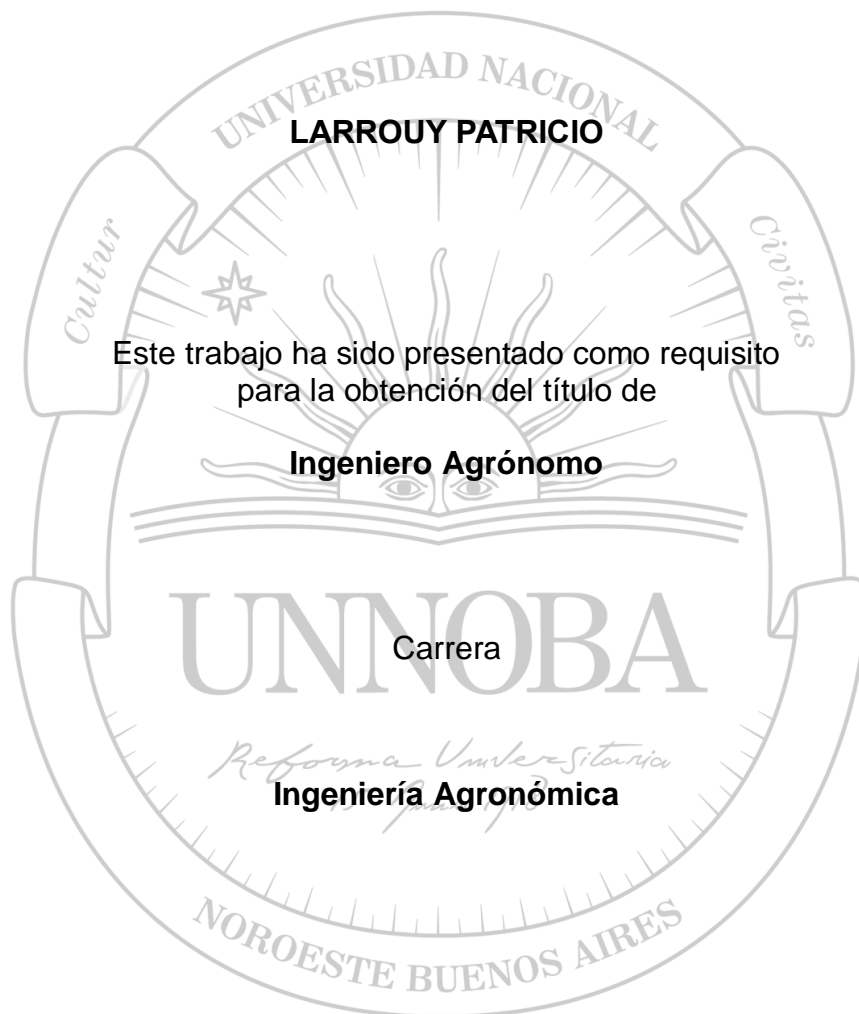 UNIVERSIDAD NACIONAL
LARROUY PATRICIO
Cultur
Civitas
Este trabajo ha sido presentado como requisito
para la obtención del título de
Ingeniero Agrónomo
UNNOBA
Carrera
Reforma Universitaria
Ingeniería Agronómica
NOROESTE BUENOS AIRES